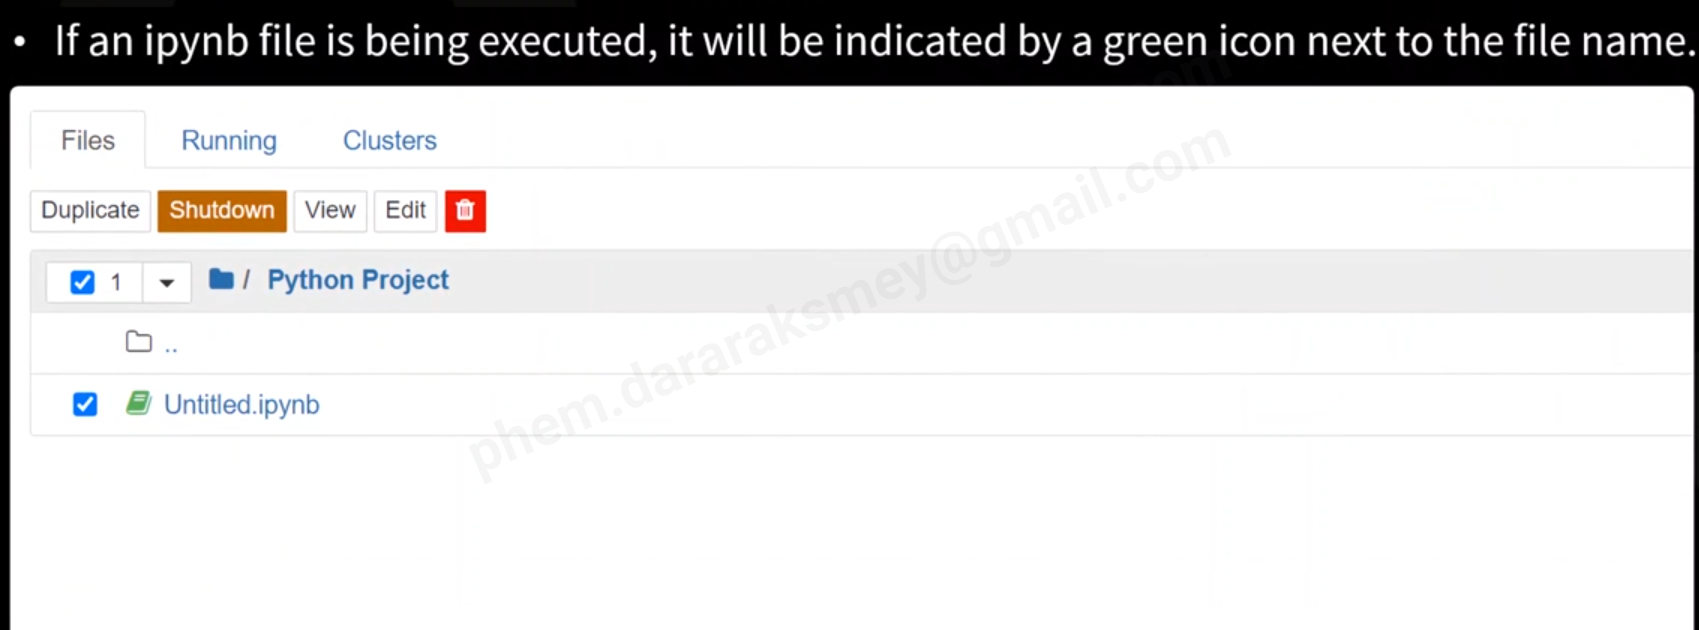 • If an ipynb file is being executed, it will be indicated by a green icon next to the file name.
Files Running Clusters
Duplicate Shutdown View Edit
1 / Python Project
..
Untitled.ipynb
phem.dararaksmey@gmail.com